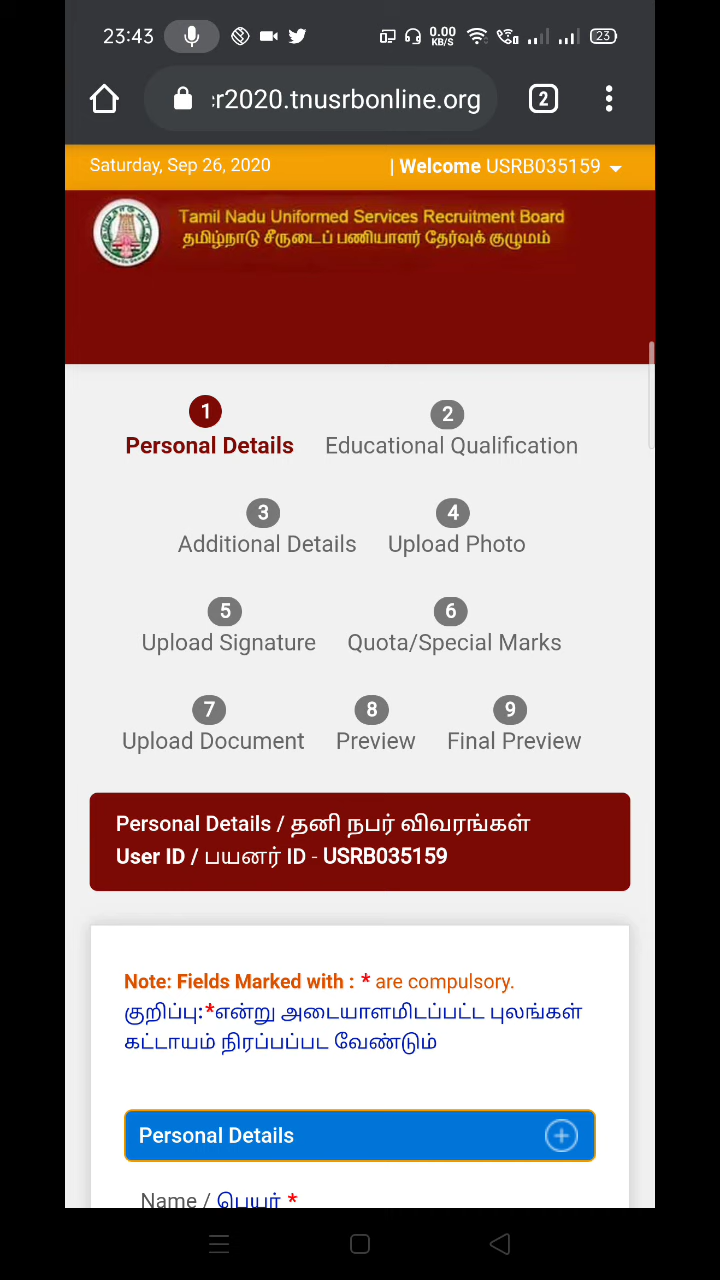 23:43
0.00
KB/S
23
:r2020.tnusrbonline.org
2
Saturday, Sep 26, 2020
| Welcome USRB035159
Tamil Nadu Uniformed Services Recruitment Board
தமிழ்நாடு சீருடைப் பணியாளர் தேர்வுக் குழுமம்
1
2
Personal Details
Educational Qualification
3
4
Additional Details
Upload Photo
5
6
Upload Signature
Quota/Special Marks
7
8
9
Upload Document
Preview
Final Preview
Personal Details / தனி நபர் விவரங்கள்
User ID / பயனர் ID - USRB035159
Note: Fields Marked with : * are compulsory.
குறிப்பு:*என்று அடையாளமிடப்பட்ட புலங்கள்
கட்டாயம் நிரப்பப்பட வேண்டும்
Personal Details
Name / பெயர் *